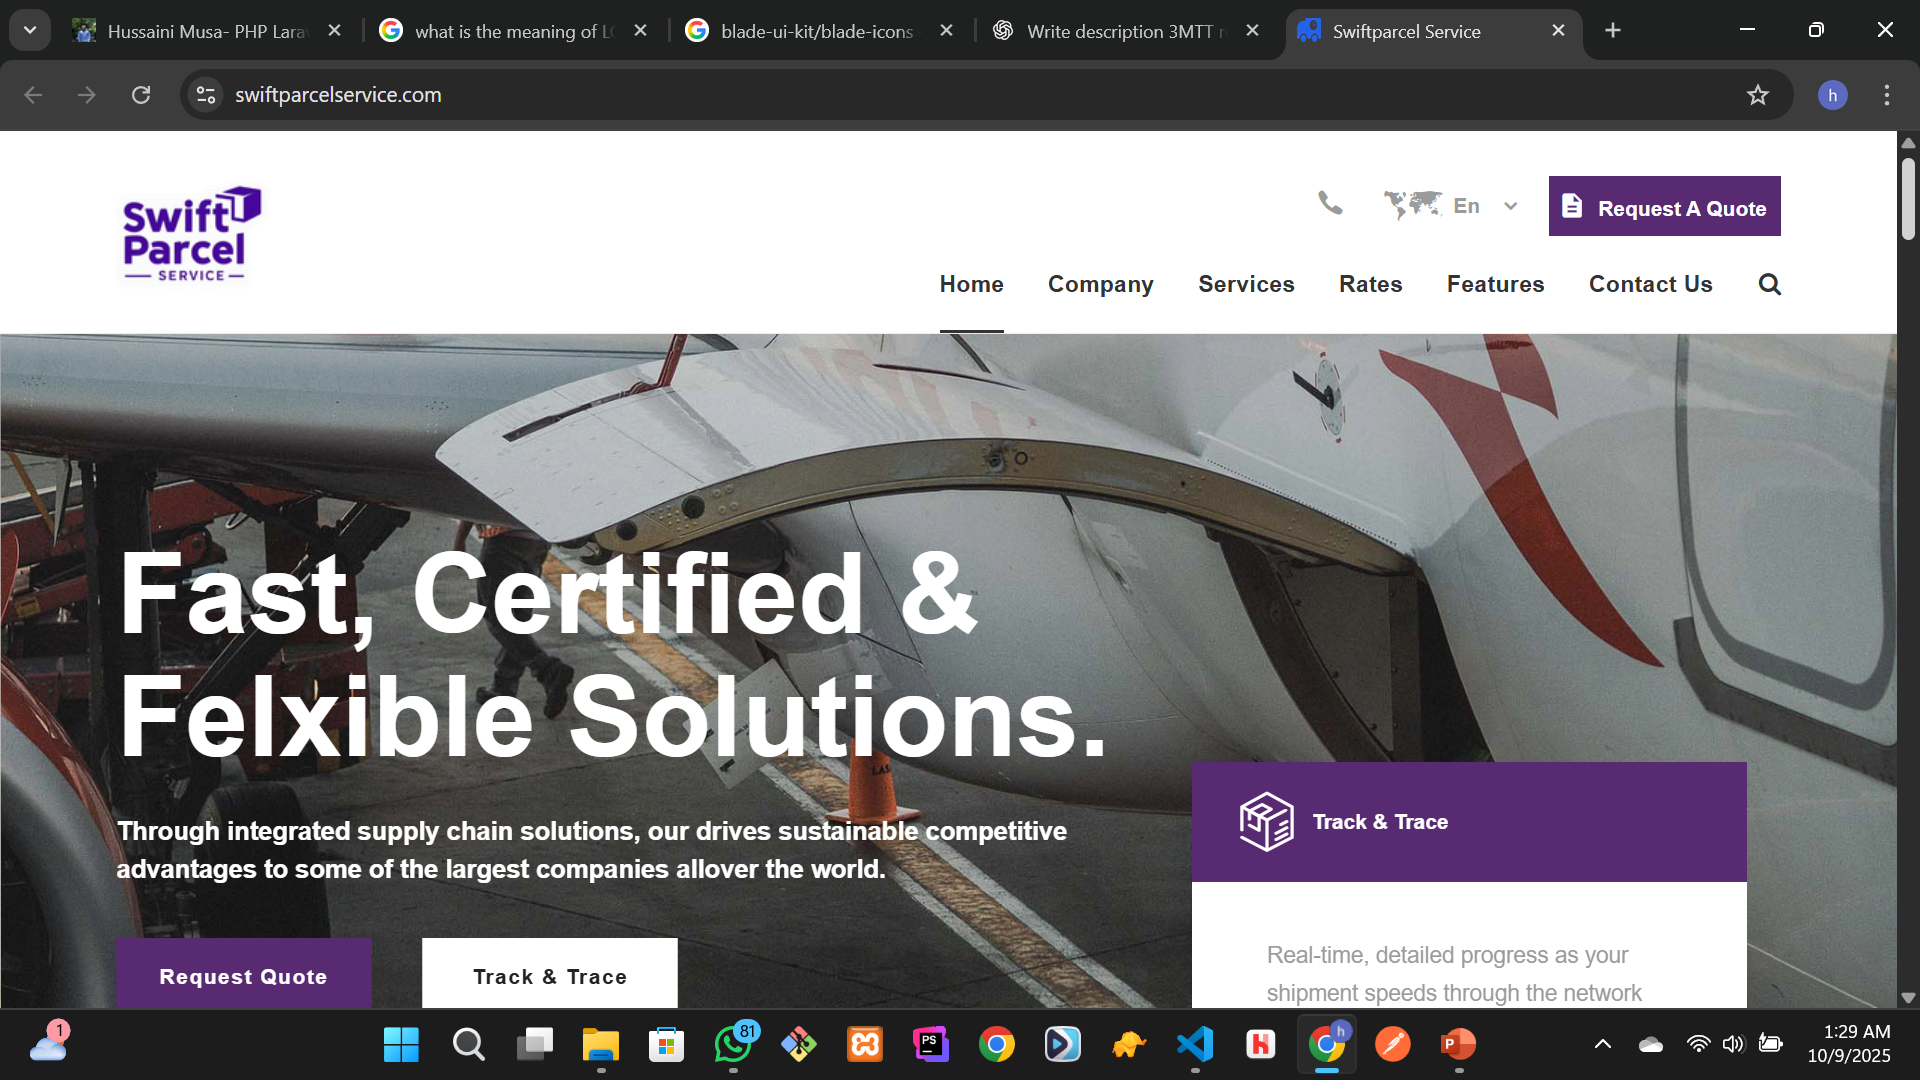 Hussaini Musa- PHP Lara
what is the meaning of L
blade-ui-kit/blade-icons
Write description 3MTT r
Swiftparcel Service
swiftparcelservice.com
h
Swift
Parcel
SERVICE
En
Request A Quote
Home
Company
Services
Rates
Features
Contact Us
Fast, Certified &
Felxible Solutions.
Through integrated supply chain solutions, our drives sustainable competitive
advantages to some of the largest companies allover the world.
Request Quote
Track & Trace
Track & Trace
Real-time, detailed progress as your
shipment speeds through the network
1
81
PS
h
P
1:29 AM
10/9/2025